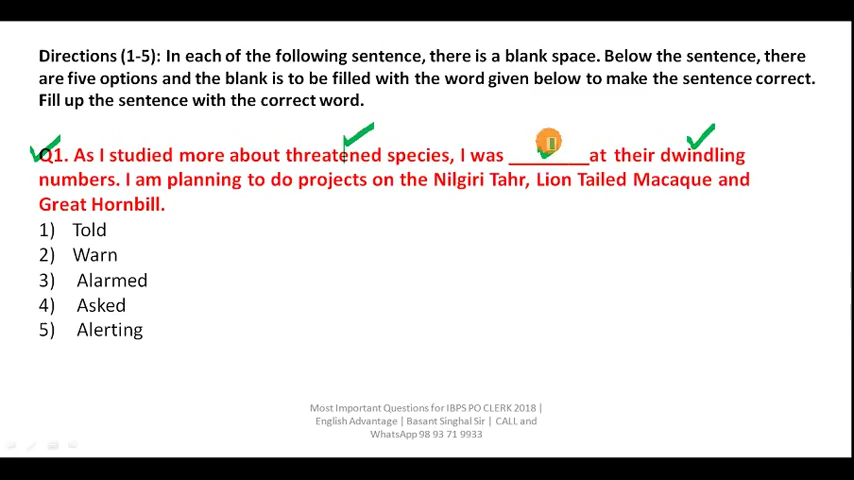 Directions (1-5): In each of the following sentence, there is a blank space. Below the sentence, there
are five options and the blank is to be filled with the word given below to make the sentence correct.
Fill up the sentence with the correct word.
Q1. As I studied more about threatened species, I was ________at their dwindling
numbers. I am planning to do projects on the Nilgiri Tahr, Lion Tailed Macaque and
Great Hornbill.
1) Told
2) Warn
3) Alarmed
4) Asked
5) Alerting
Most Important Questions for IBPS PO CLERK 2018 |
English Advantage | Basant Singhal Sir | CALL and
WhatsApp 98 93 71 9933